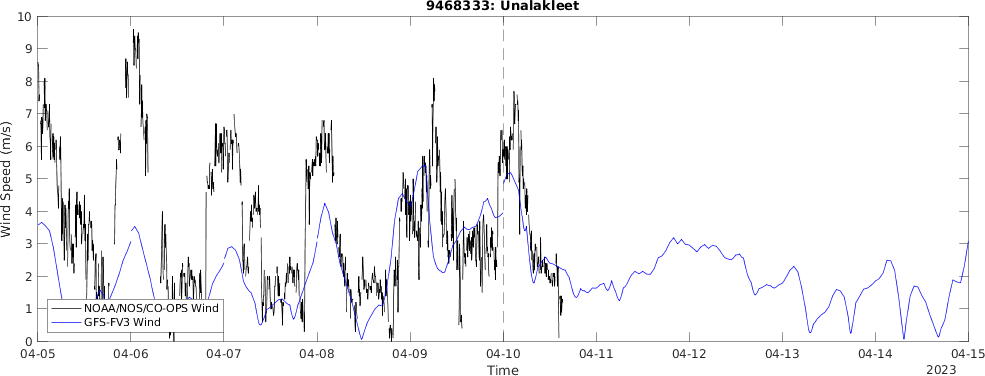 9468333: Unalakleet
10
9
8
7
6
5
4
3
2
1
0
Wind Speed (m/s)
NOAA/NOS/CO-OPS Wind
GFS-FV3 Wind
04-05 04-06 04-07 04-08 04-09 04-10 04-11 04-12 04-13 04-14 04-15
Time
2023